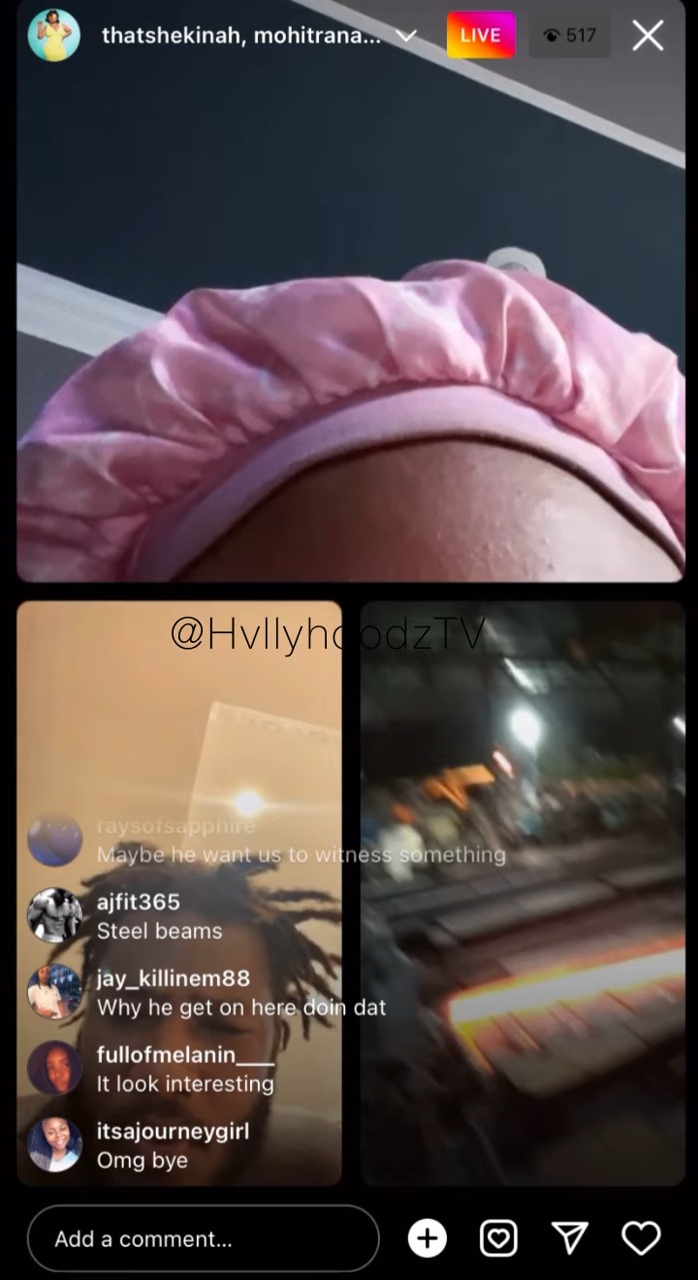 thatshekinah, mohitrana...
LIVE
517
@HvllyhoodzTV
raysofsapphire
Maybe he want us to witness something
ajfit365
Steel beams
jay_killinem88
Why he get on here doin dat
fullofmelanin___
It look interesting
itsajourneygirl
Omg bye
Add a comment...